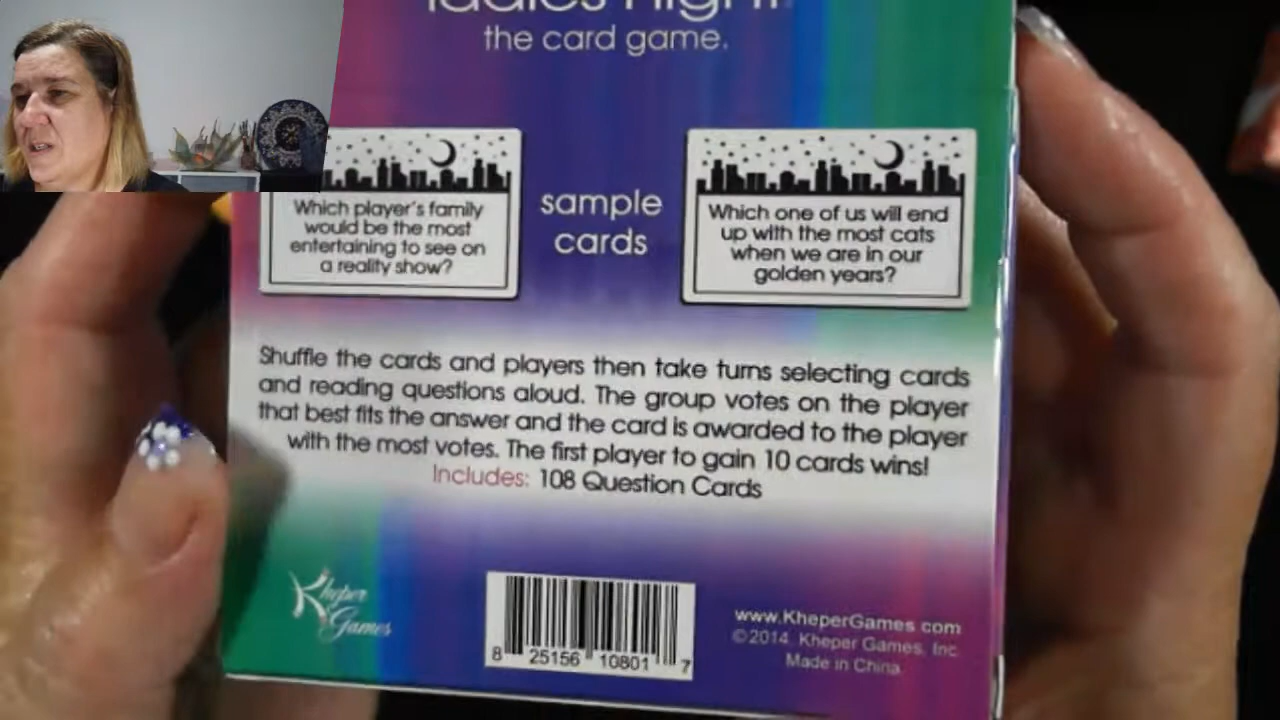 ladies night
the card game.
Which player's family
would be the most
entertaining to see on
a reality show?
sample
cards
Which one of us will end
up with the most cats
when we are in our
golden years?
Shuffle the cards and players then take turns selecting cards
and reading questions aloud. The group votes on the player
that best fits the answer and the card is awarded to the player
with the most votes. The first player to gain 10 cards wins!
Includes: 108 Question Cards
Kheper
Games
8 25156 10801 7
www.KheperGames.com
©2014. Kheper Games, Inc.
Made in China.